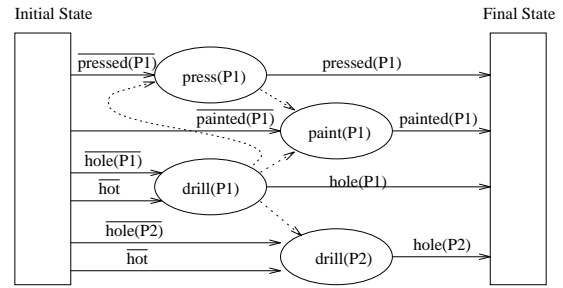 Initial State
Final State
pressed(P1)
press(P1)
pressed(P1)
painted(P1)
paint(P1)
painted(P1)
hole(P1)
hot
drill(P1)
hole(P1)
hole(P2)
hot
drill(P2)
hole(P2)